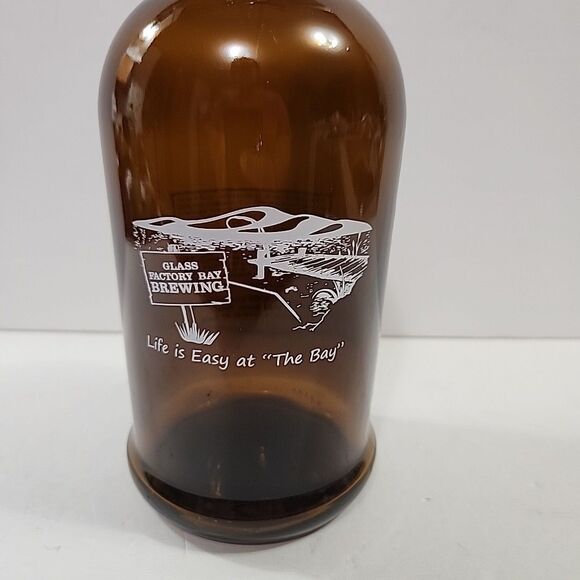 GLASS
FACTORY BAY
BREWING
Life is Easy at "The Bay"